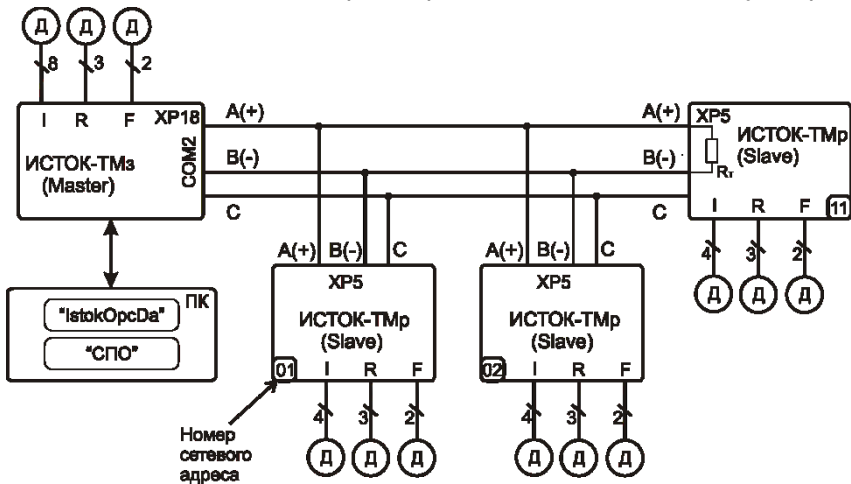 Д Д Д
8 3 2
I R F XP18
ИСТОК-ТМз
(Master)
COM2
A(+)
B(-)
C
A(+)
B(-)
C
XP5
ИСТОК-ТМр
(Slave)
Rт
I R F 11
4 3 2
Д Д Д
ПК
"IstokOpcDa"
"СПО"
A(+) B(-) C
XP5
ИСТОК-ТМр
(Slave)
01 I R F
4 3 2
Д Д Д
A(+) B(-) C
XP5
ИСТОК-ТМр
(Slave)
02 I R F
4 3 2
Д Д Д
Номер
сетевого
адреса